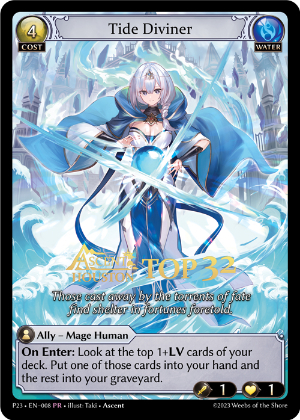 4
COST
Tide Diviner
WATER
ASCENT
HOUSTON TOP 32
Those cast away by the torrents of fate
find shelter in fortunes foretold.
Ally – Mage Human
On Enter: Look at the top 1+LV cards of your
deck. Put one of those cards into your hand and
the rest into your graveyard.
1
1
P23 • EN-008 PR • illust: Taki • Ascent
©2023 Weebs of the Shore